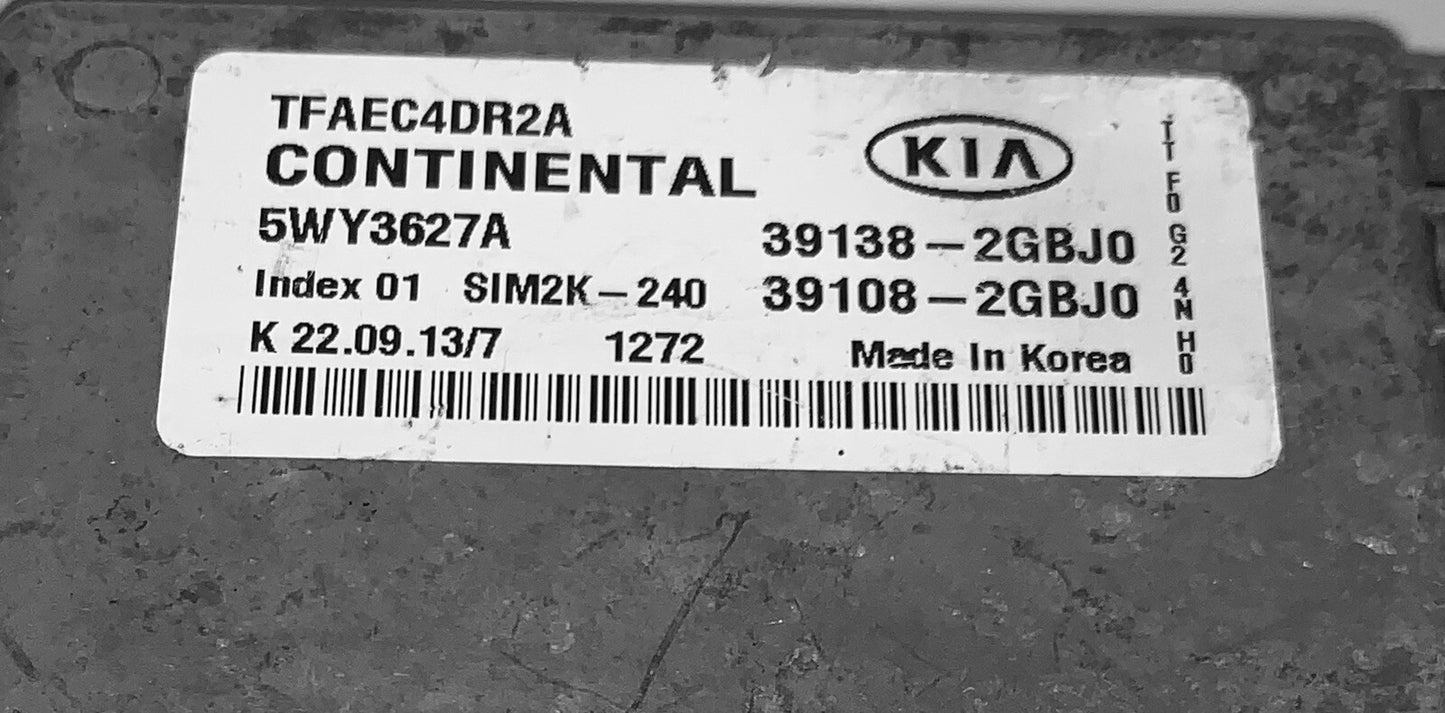 TFAEC4DR2A
CONTINENTAL
KIA
5WY3627A 39138-2GBJ0
Index 01 SIM2K-240 39108-2GBJ0
K 22.09.13/7 1272 Made In Korea
TT
F0
G2
4N
H0